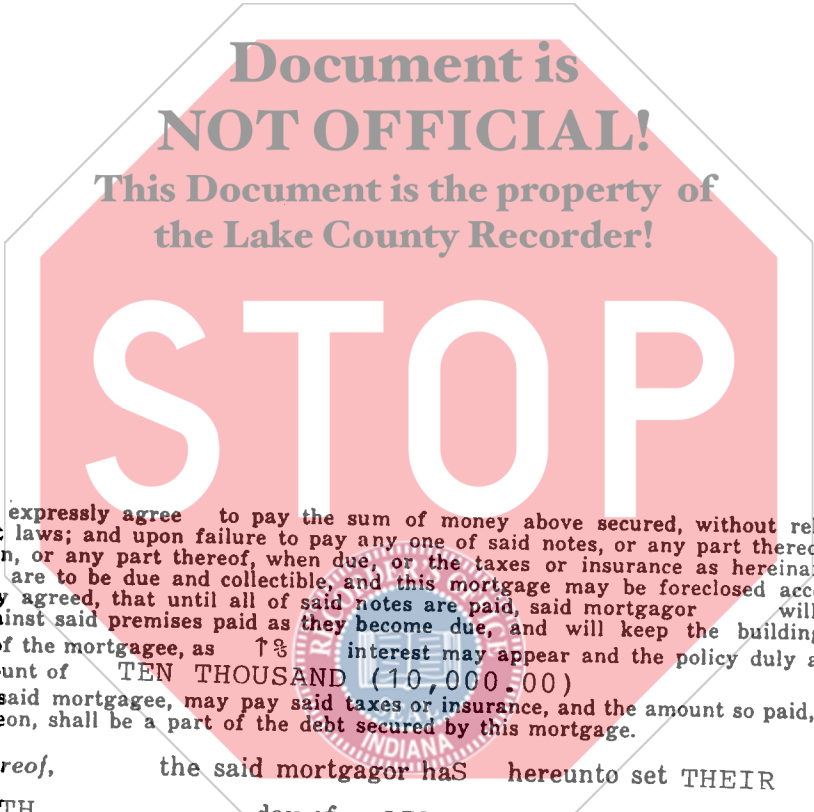 Document is
NOT OFFICIAL!
This Document is the property of
the Lake County Recorder!
STOP
expressly agree to pay the sum of money above secured, without
laws; and upon failure to pay any one of said notes, or any part
or any part thereof, when due, or the taxes or insurance as
are to be due and collectible, and this mortgage may be foreclosed
agreed, that until all of said notes are paid, said mortgagor will
said premises paid as they become due, and will keep the building
of the mortgagee, as interest may appear and the policy duly
of TEN THOUSAND (10,000.00)
said mortgagee, may pay said taxes or insurance, and the amount so paid,
shall be a part of the debt secured by this mortgage.
the said mortgagor haS hereunto set THEIR
TH day of
INDIANA